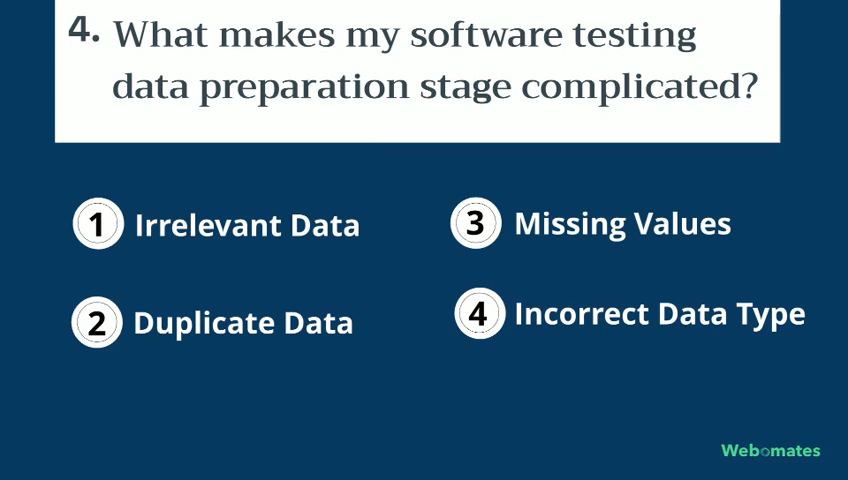 4. What makes my software testing
data preparation stage complicated?
1 Irrelevant Data
2 Duplicate Data
3 Missing Values
4 Incorrect Data Type
Webomates